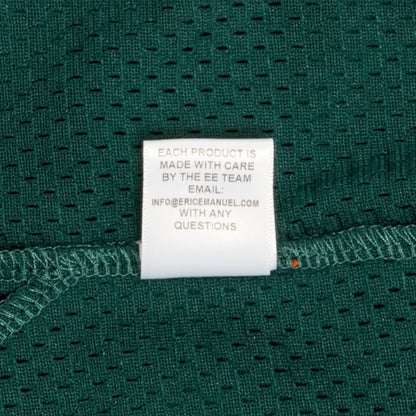 EACH PRODUCT IS
MADE WITH CARE
BY THE EE TEAM
EMAIL:
INFO@ERICEMANUEL.COM
WITH ANY
QUESTIONS